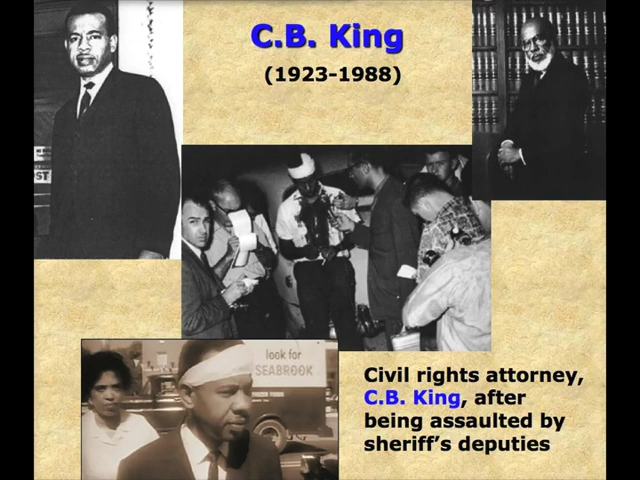 C.B. King
(1923-1988)
look for
SEABROOK
Civil rights attorney,
C.B. King, after
being assaulted by
sheriff's deputies